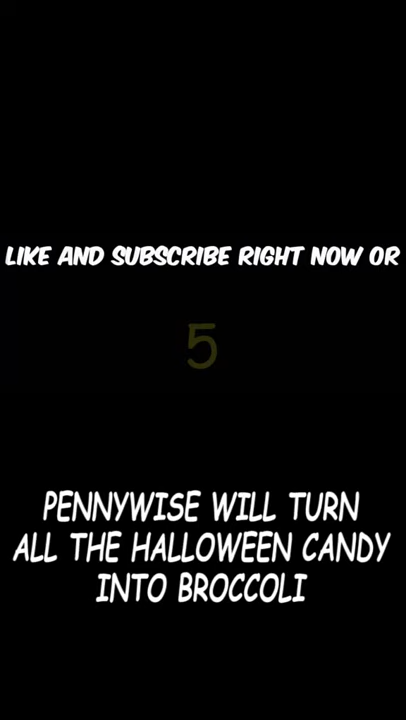 LIKE AND SUBSCRIBE RIGHT NOW OR
5
PENNYWISE WILL TURN
ALL THE HALLOWEEN CANDY
INTO BROCCOLI